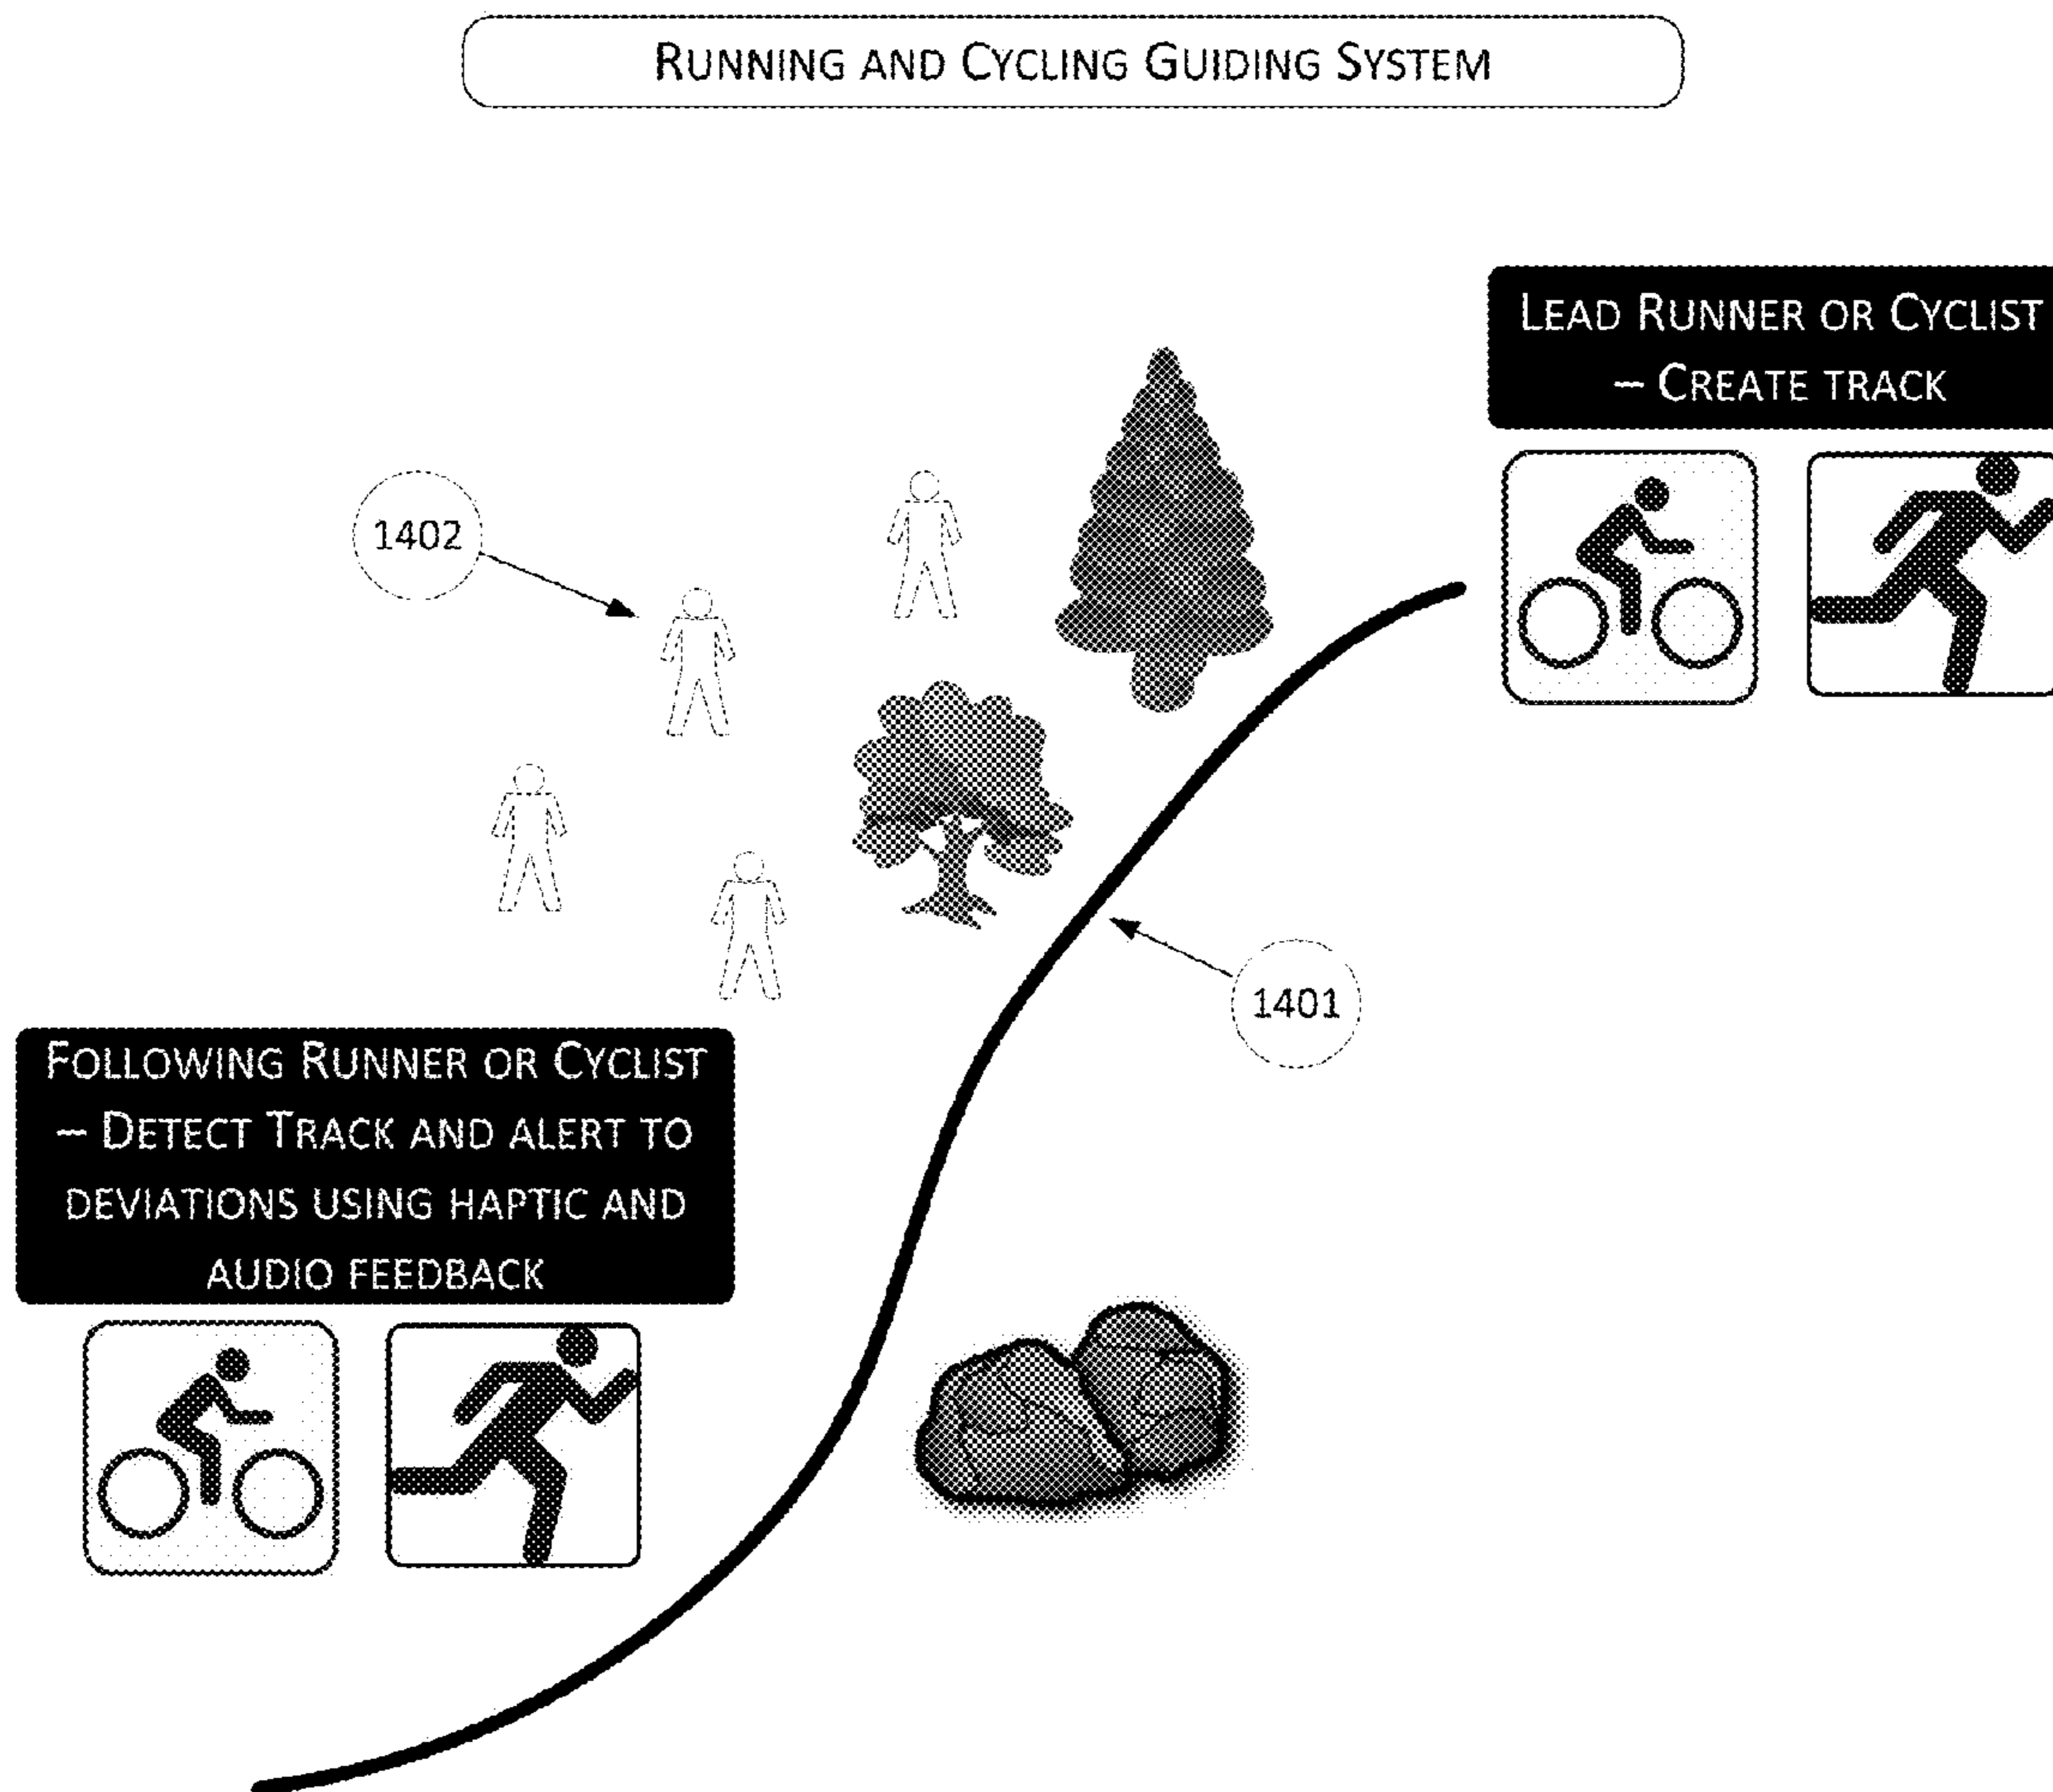 RUNNING AND CYCLING GUIDING SYSTEM
LEAD RUNNER OR CYCLIST
– CREATE TRACK
1402
1401
FOLLOWING RUNNER OR CYCLIST
– DETECT TRACK AND ALERT TO
DEVIATIONS USING HAPTIC AND
AUDIO FEEDBACK